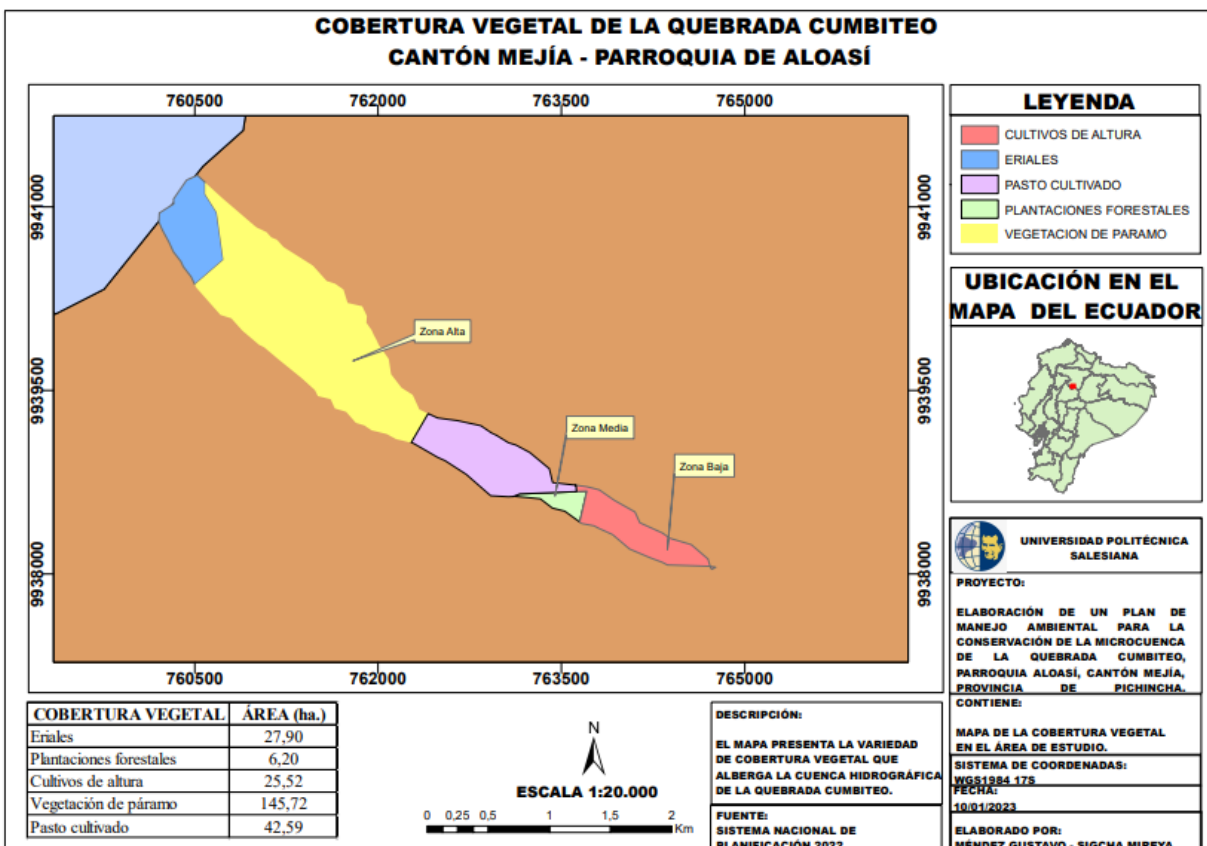 COBERTURA VEGETAL DE LA QUEBRADA CUMBITEO
CANTÓN MEJÍA - PARROQUIA DE ALOASÍ
760500 762000 763500 765000
9941000
9939500
9938000
Zona Alta
Zona Media
Zona Baja
9941000
9939500
9938000
760500 762000 763500 765000
LEYENDA
CULTIVOS DE ALTURA
ERIALES
PASTO CULTIVADO
PLANTACIONES FORESTALES
VEGETACION DE PARAMO
UBICACIÓN EN EL
MAPA DEL ECUADOR
UNIVERSIDAD POLITÉCNICA
SALESIANA
PROYECTO:
ELABORACIÓN DE UN PLAN DE
MANEJO AMBIENTAL PARA LA
CONSERVACIÓN DE LA MICROCUENCA
DE LA QUEBRADA CUMBITEO,
PARROQUIA ALOASÍ, CANTÓN MEJÍA,
PROVINCIA DE PICHINCHA.
CONTIENE:
MAPA DE LA COBERTURA VEGETAL
EN EL ÁREA DE ESTUDIO.
SISTEMA DE COORDENADAS:
WGS1984 17S
FECHA:
10/01/2023
ELABORADO POR:
MÉNDEZ GUSTAVO - SIGCHA MIREYA
COBERTURA VEGETAL ÁREA (ha.)
Eriales 27,90
Plantaciones forestales 6,20
Cultivos de altura 25,52
Vegetación de páramo 145,72
Pasto cultivado 42,59
N
ESCALA 1:20.000
0 0,25 0,5 1 1,5 2
Km
DESCRIPCIÓN:
EL MAPA PRESENTA LA VARIEDAD
DE COBERTURA VEGETAL QUE
ALBERGA LA CUENCA HIDROGRÁFICA
DE LA QUEBRADA CUMBITEO.
FUENTE:
SISTEMA NACIONAL DE
PLANIFICACIÓN 2022